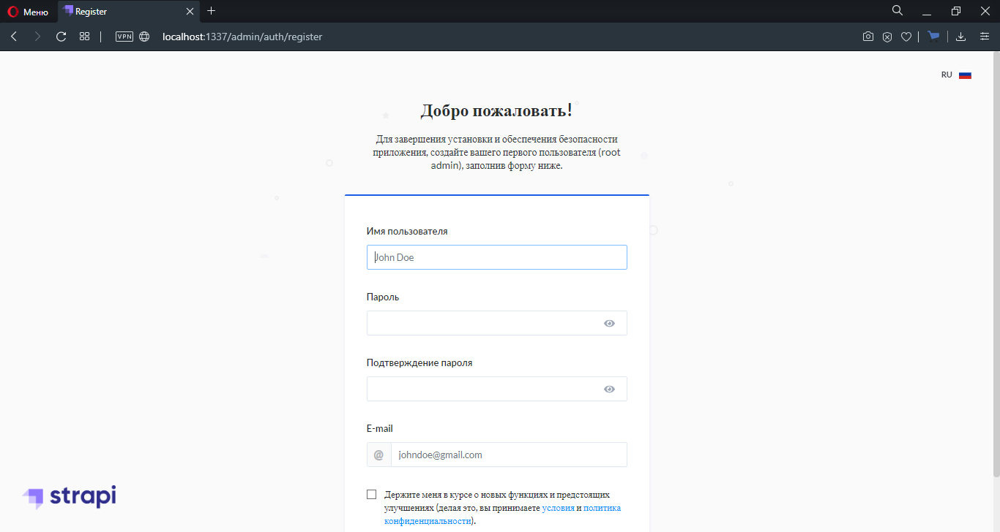 Меню
Register
VPN
localhost:1337/admin/auth/register
RU
Добро пожаловать!
Для завершения установки и обеспечения безопасности
приложения, создайте вашего первого пользователя (root
admin), заполнив форму ниже.
Имя пользователя
John Doe
Пароль
Подтверждение пароля
E-mail
@ johndoe@gmail.com
Держите меня в курсе о новых функциях и предстоящих
улучшениях (делая это, вы принимаете условия и политика
конфиденциальности).
strapi